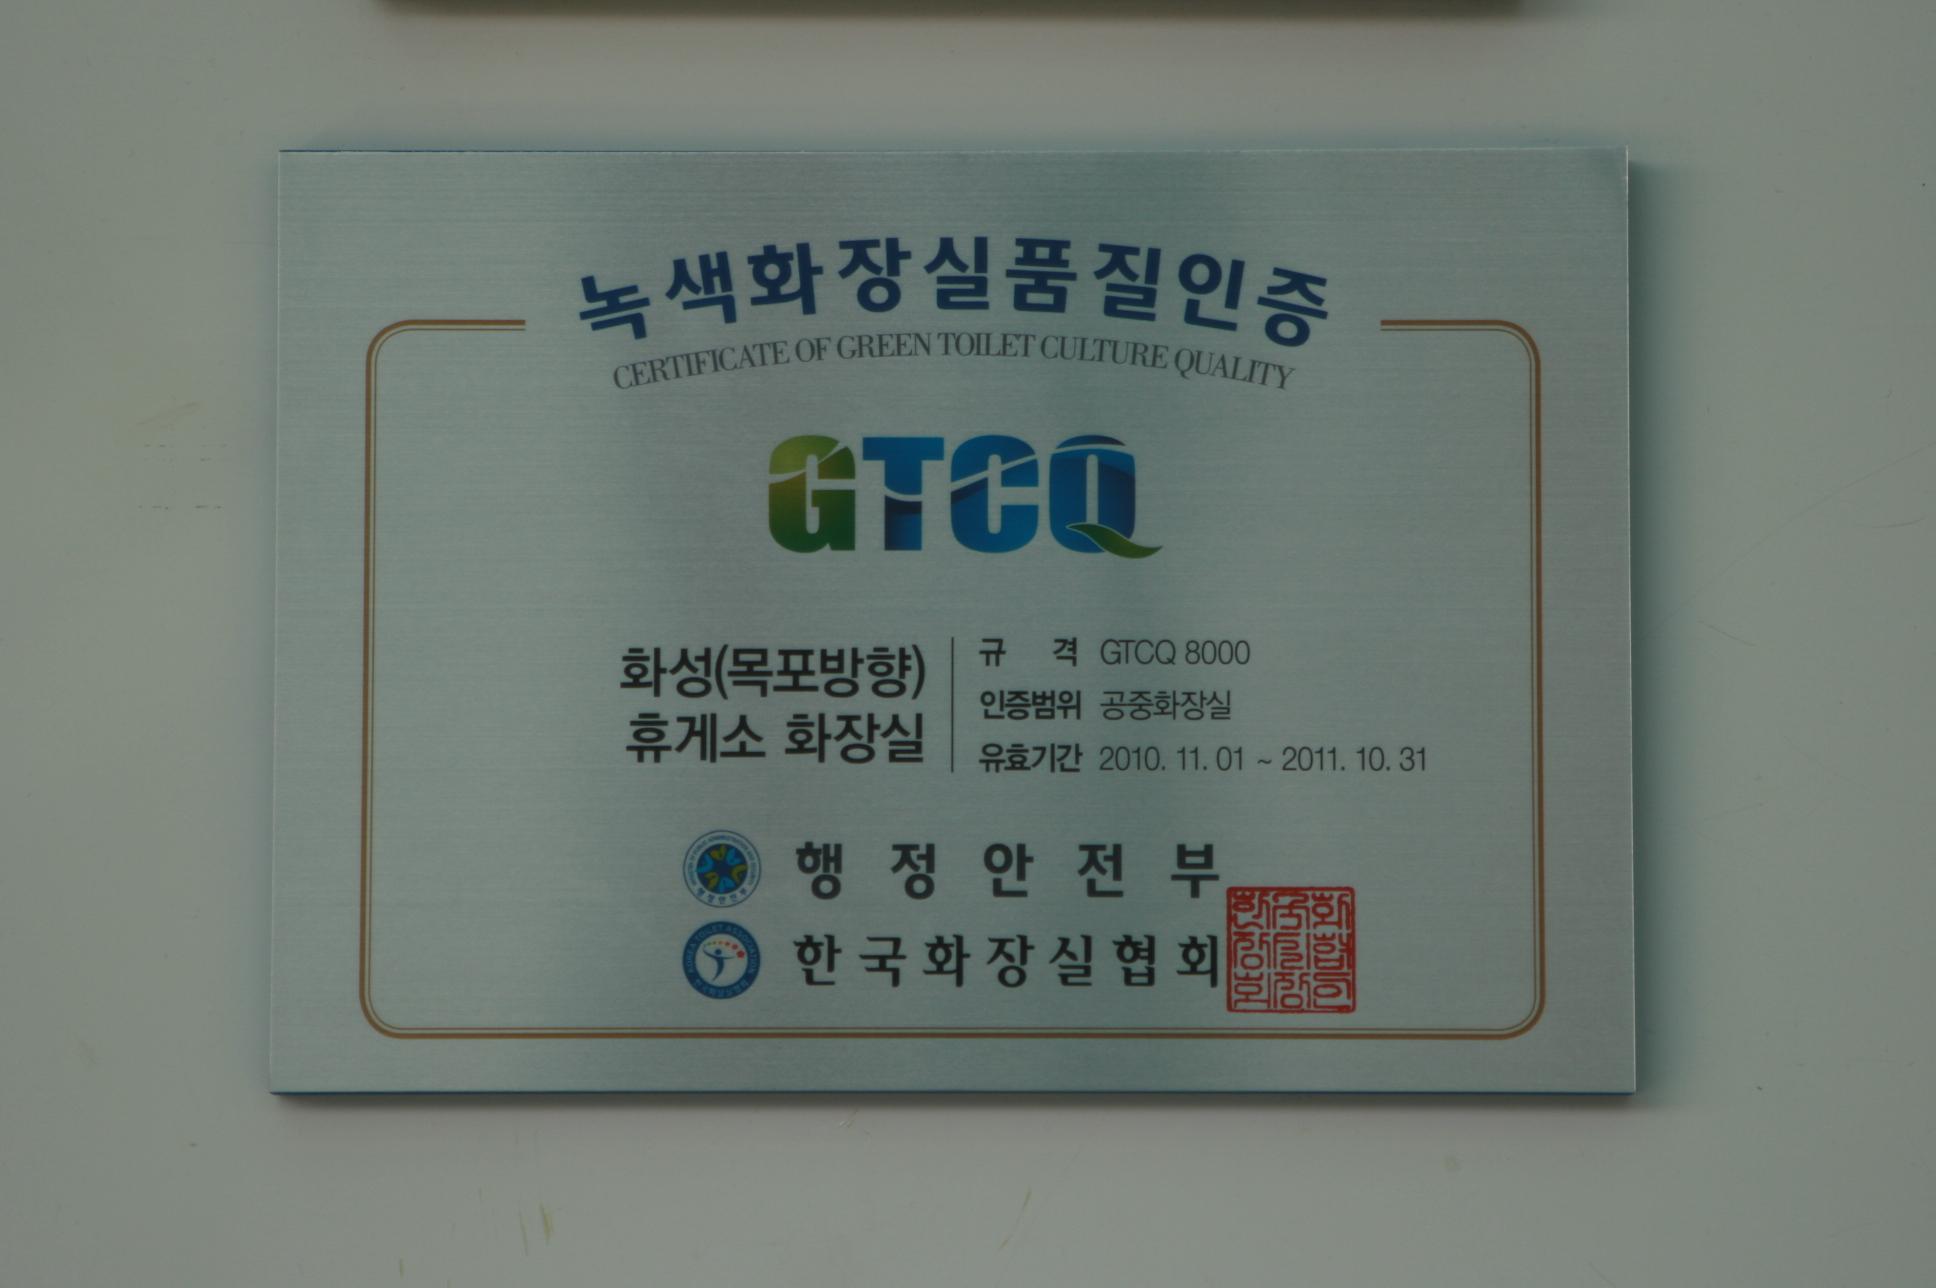 녹색화장실품질인증
CERTIFICATE OF GREEN TOILET CULTURE QUALITY
GTCQ
화성(목포방향)
휴게소 화장실
규 격 GTCQ 8000
인증범위 공중화장실
유효기간 2010. 11. 01 ~ 2011. 10. 31
행정안전부
한국화장실협회
KOREA TOILET ASSOCIATION